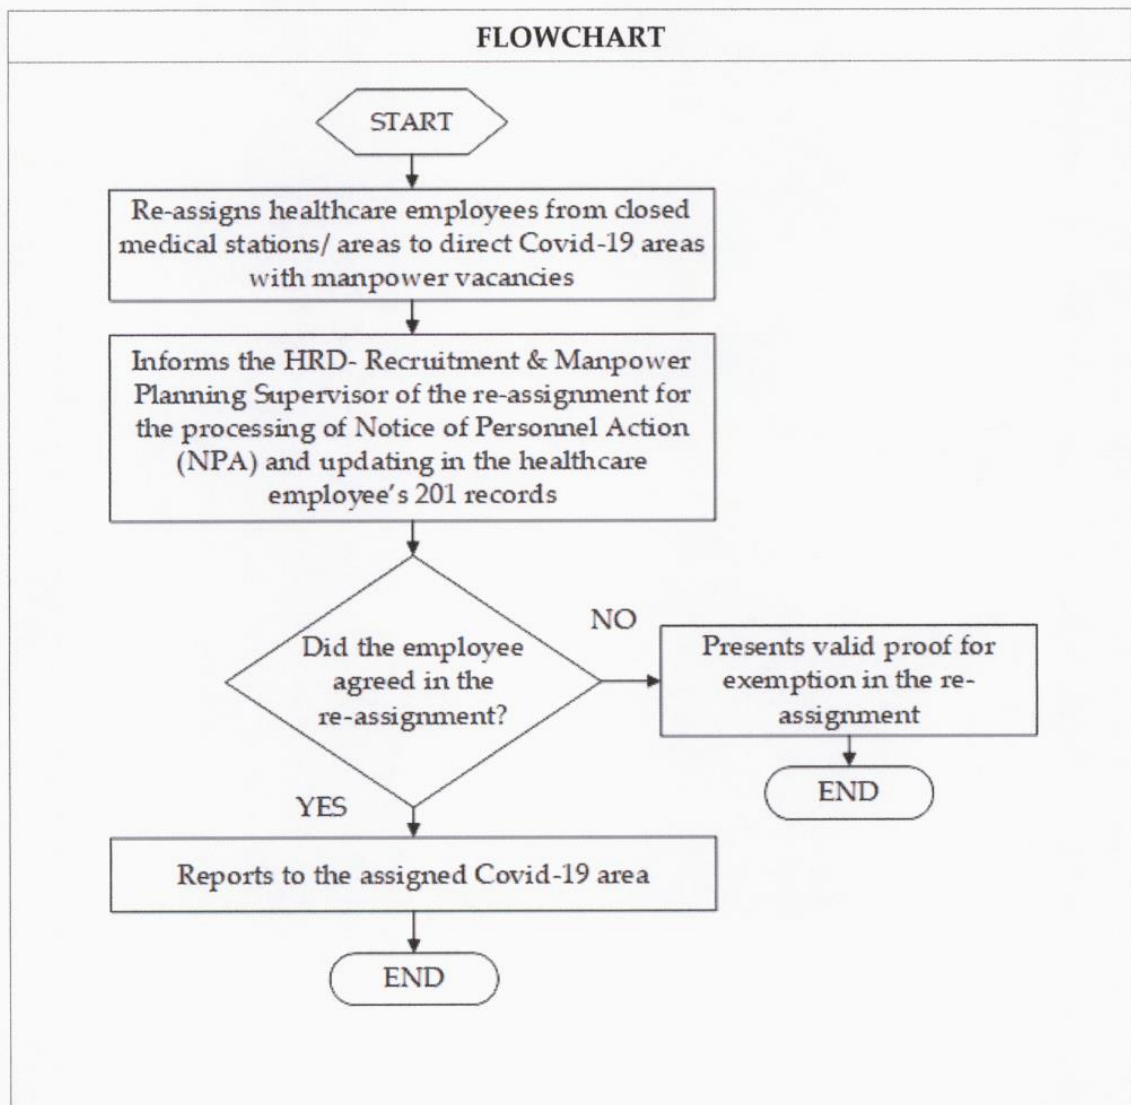 FLOWCHART
START
Re-assigns healthcare employees from closed
medical stations/ areas to direct Covid-19 areas
with manpower vacancies
Informs the HRD- Recruitment & Manpower
Planning Supervisor of the re-assignment for
the processing of Notice of Personnel Action
(NPA) and updating in the healthcare
employee's 201 records
Did the employee
agreed in the
re-assignment?
NO
Presents valid proof for
exemption in the re-
assignment
END
YES
Reports to the assigned Covid-19 area
END